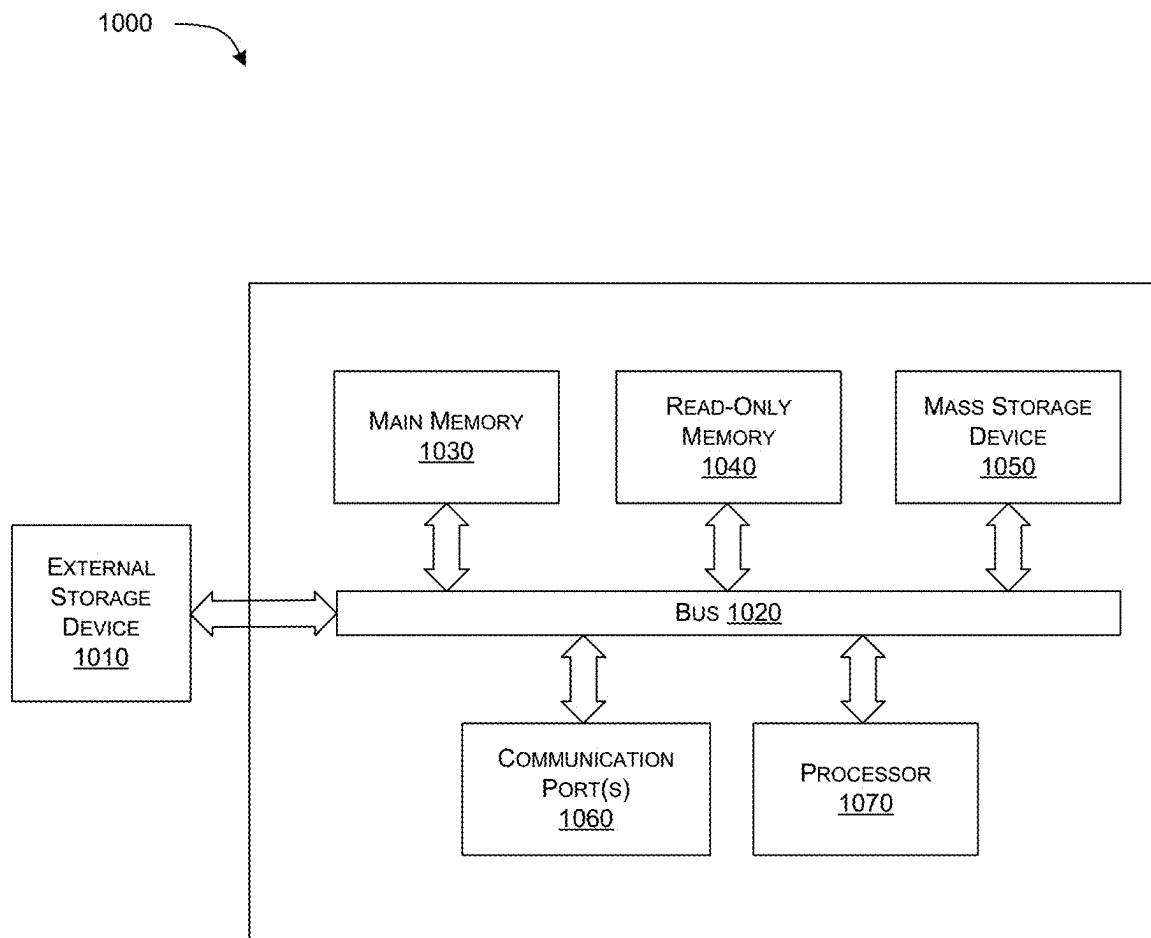 1000
MAIN MEMORY
1030
READ-ONLY
MEMORY
1040
MASS STORAGE
DEVICE
1050
EXTERNAL
STORAGE
DEVICE
1010
BUS 1020
COMMUNICATION
PORT(S)
1060
PROCESSOR
1070